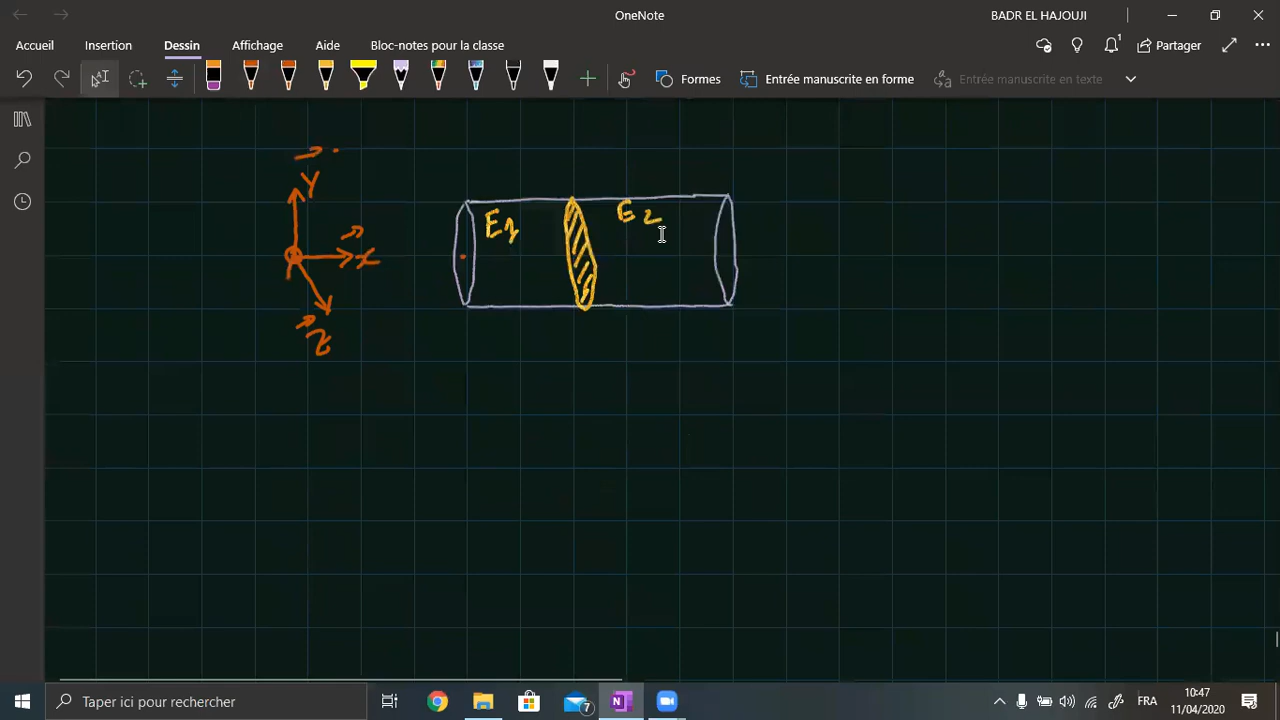 OneNote
BADR EL HAJOUJI
Accueil Insertion Dessin Affichage Aide Bloc-notes pour la classe
Partager
Formes Entrée manuscrite en forme Entrée manuscrite en texte
Y
E1 E2
x
z
Taper ici pour rechercher
7
FRA
10:47
11/04/2020